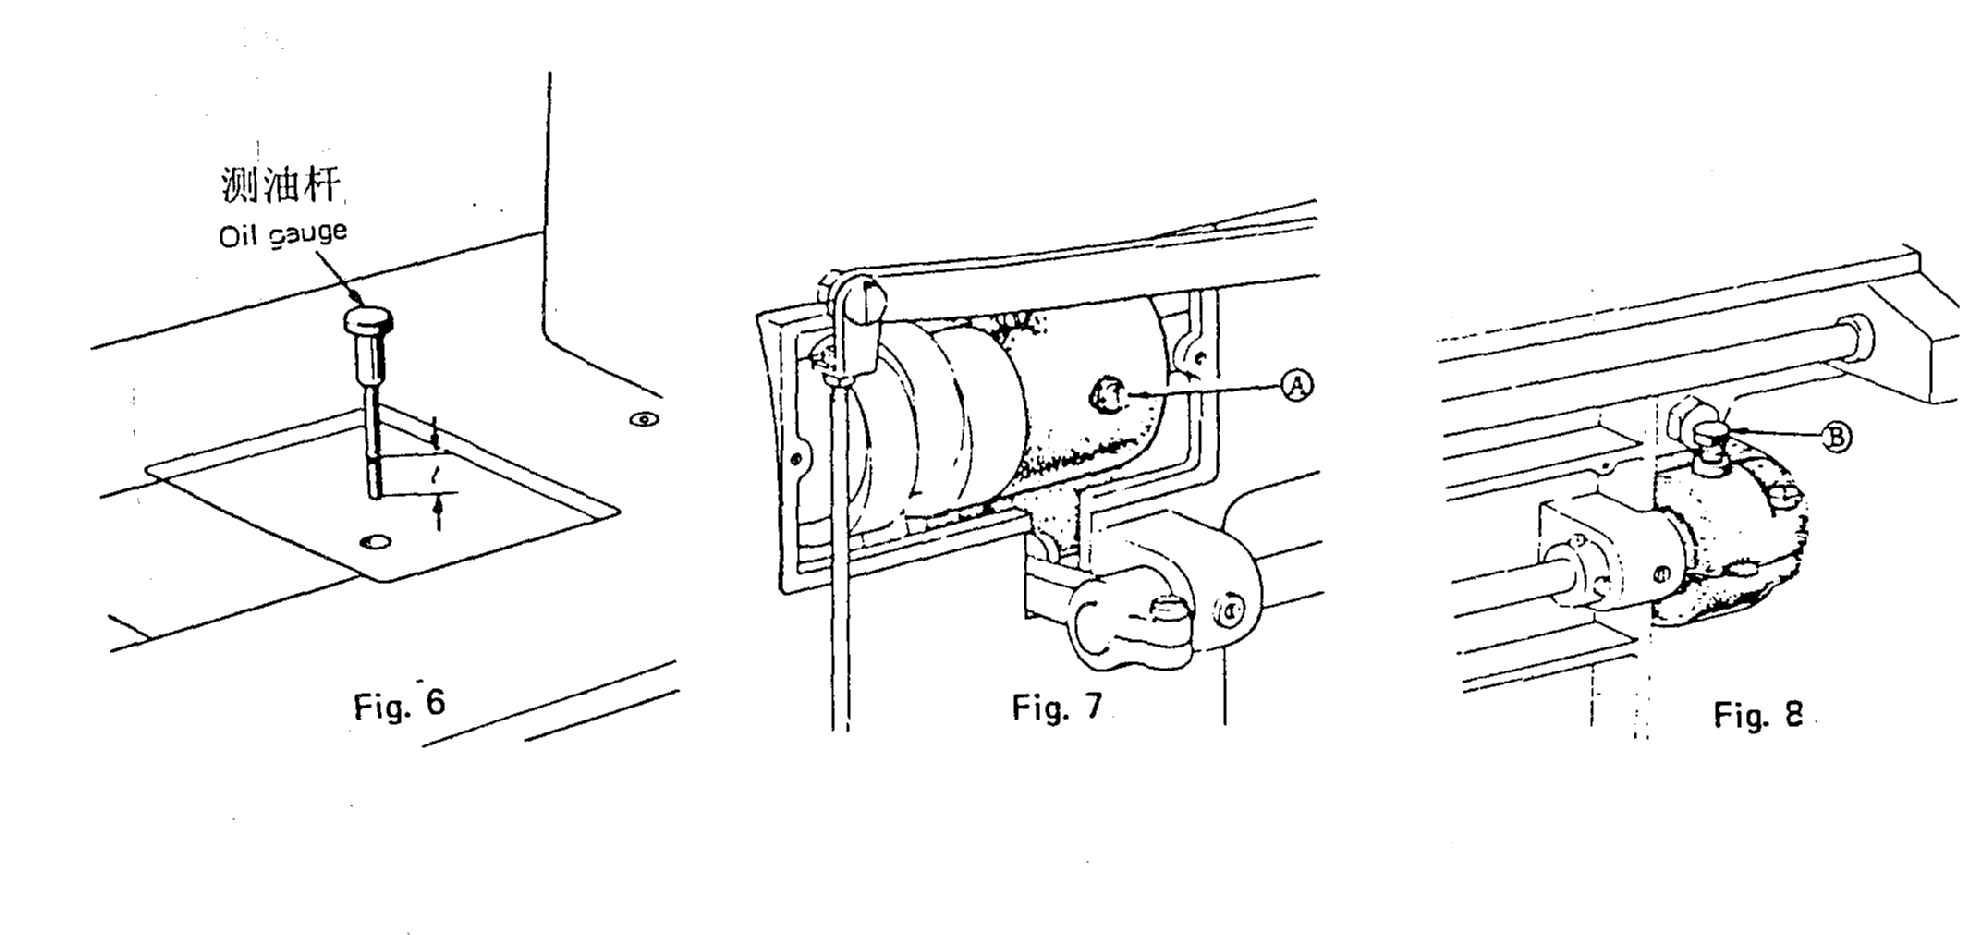 测油杆
Oil gauge
Ⓐ
Ⓑ
Fig. 6
Fig. 7
Fig. 8